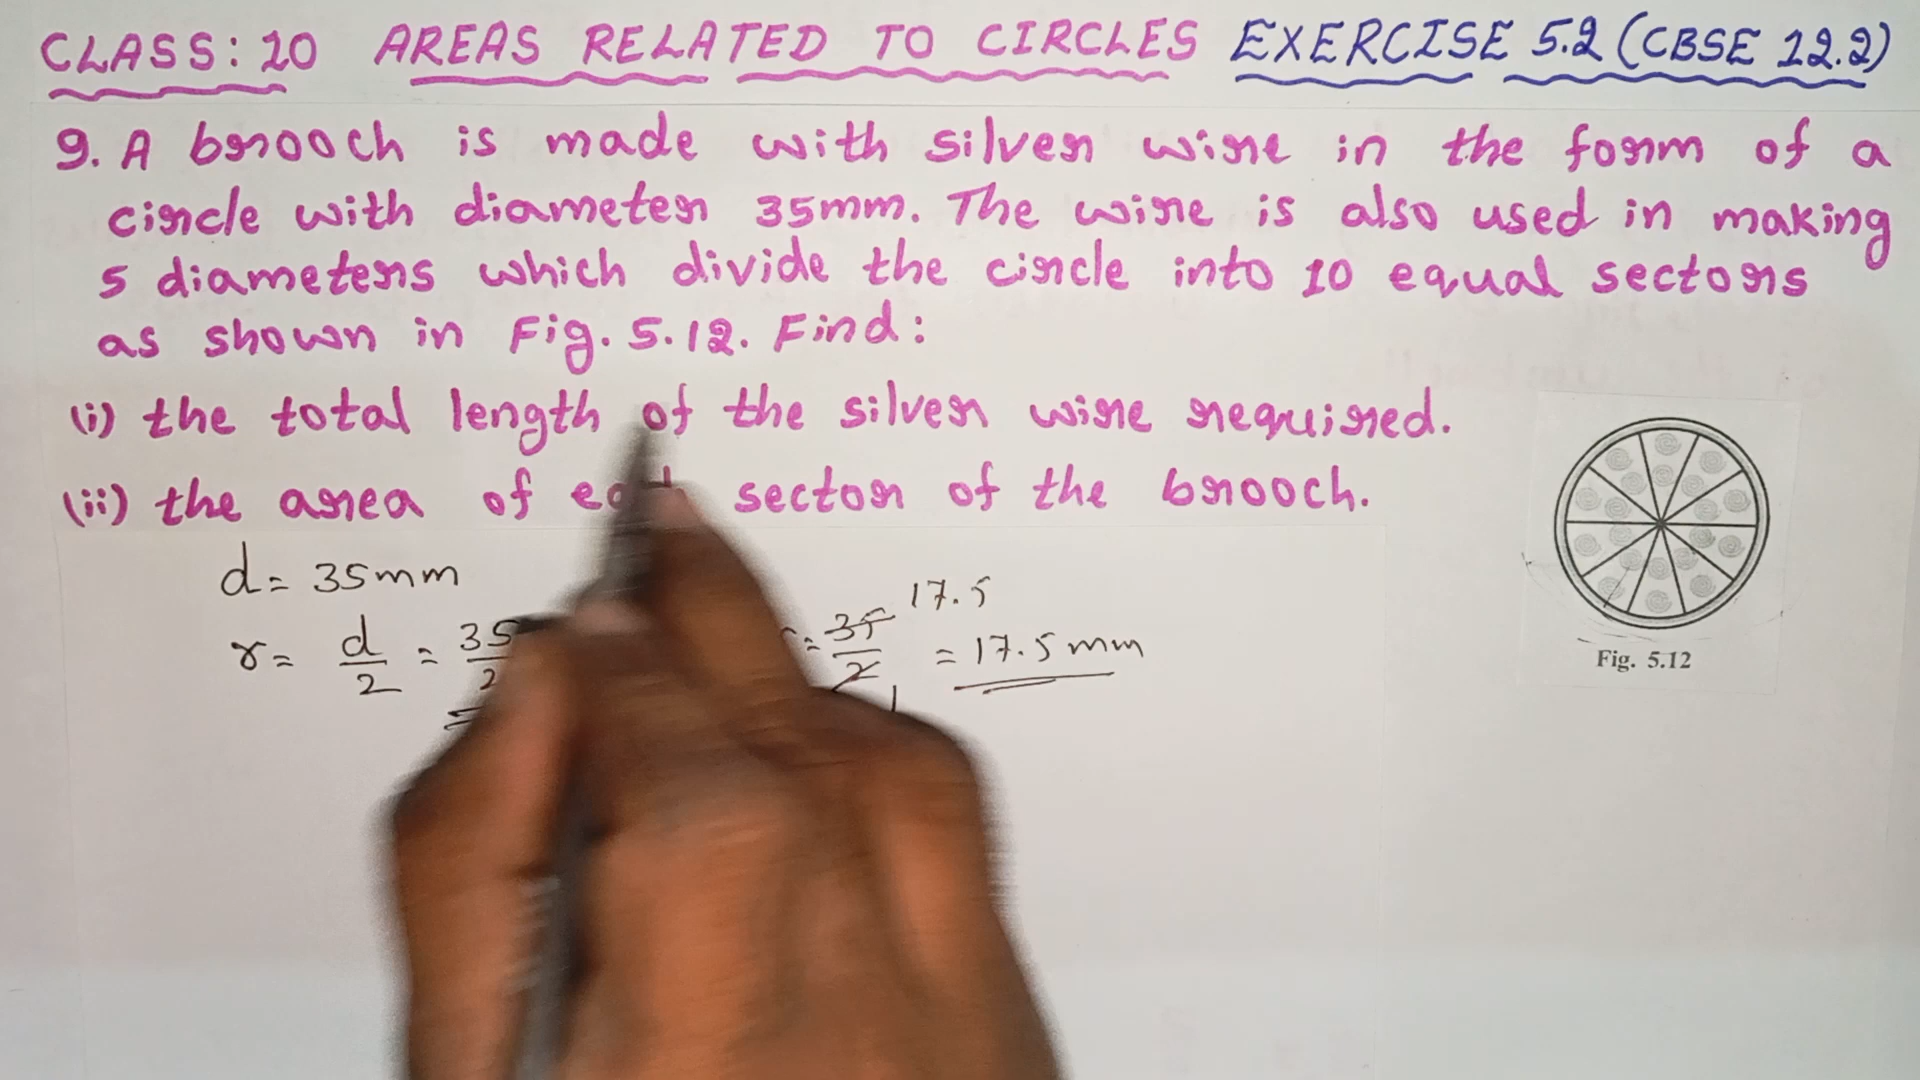 CLASS: 10 AREAS RELATED TO CIRCLES EXERCISE 5.2 (CBSE 12.2)
9. A brooch is made with silver wire in the form of a
circle with diameter 35mm. The wire is also used in making
5 diameters which divide the circle into 10 equal sectors
as shown in Fig. 5.12. Find:
(i) the total length of the silver wire required.
(ii) the area of sector of the brooch.
d = 35mm
r = d/2 = 35/2 = 35/2 17.5 = 17.5 mm
1
Fig. 5.12